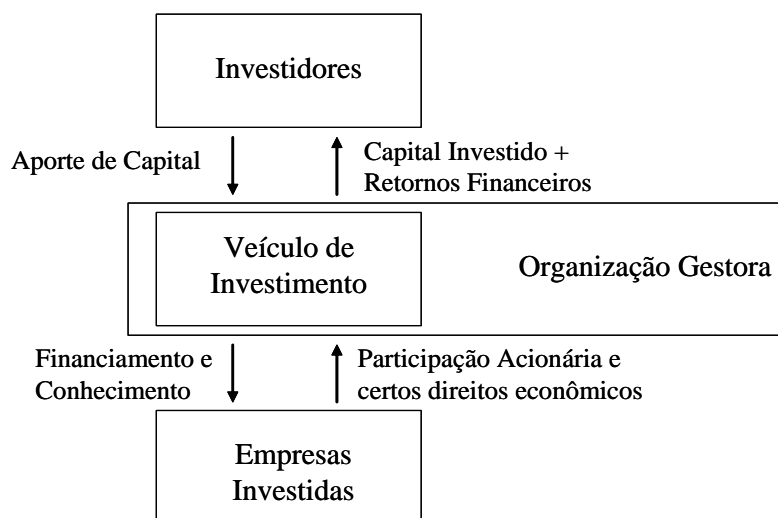 Investidores
Aporte de Capital
Capital Investido +
Retornos Financeiros
Veículo de
Investimento
Organização Gestora
Financiamento e
Conhecimento
Participação Acionária e
certos direitos econômicos
Empresas
Investidas